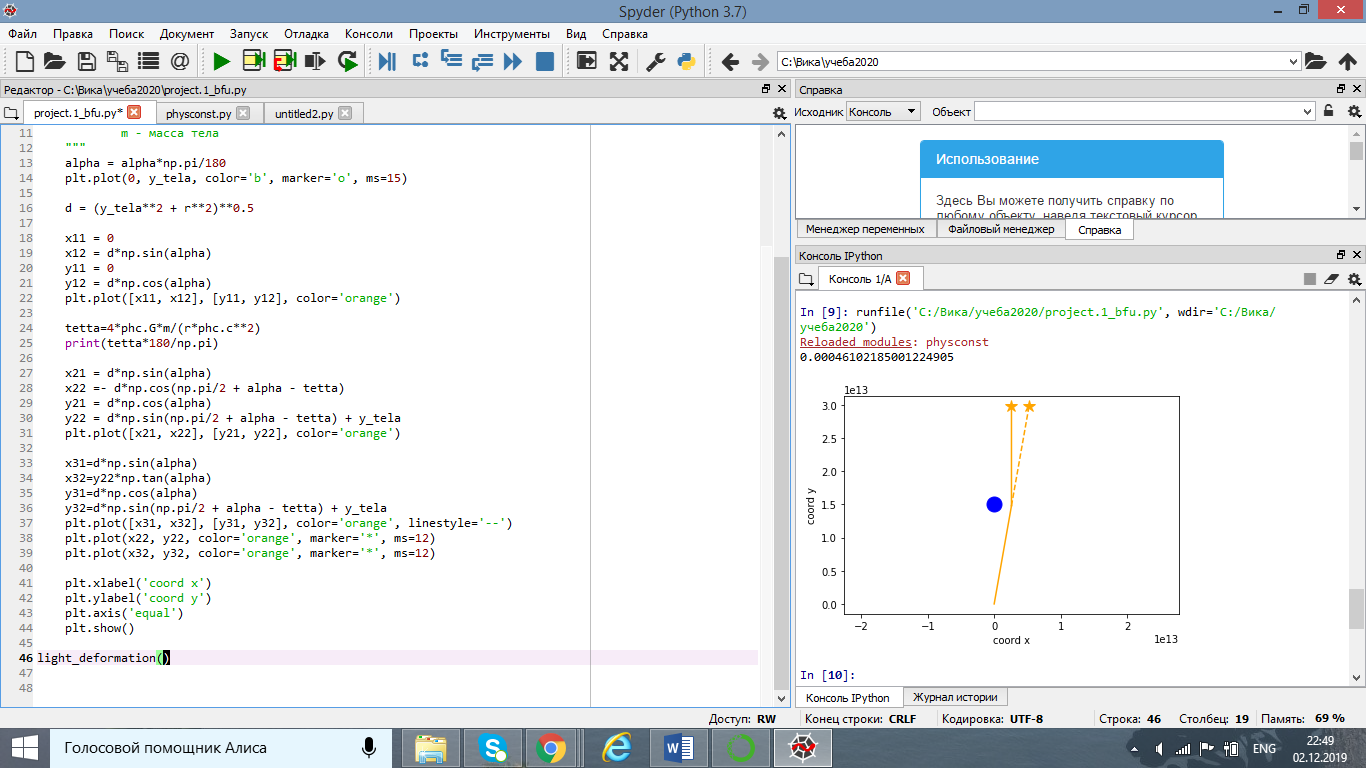 Spyder (Python 3.7)
Файл Правка Поиск Документ Запуск Отладка Консоли Проекты Инструменты Вид Справка
C:\Вика\учеба2020
Редактор - C:\Вика\учеба2020\project.1_bfu.py
project.1_bfu.py* physconst.py untitled2.py
11 m - масса тела
12 """
13 alpha = alpha*np.pi/180
14 plt.plot(0, y_tela, color='b', marker='o', ms=15)
15
16 d = (y_tela**2 + r**2)**0.5
17
18 x11 = 0
19 x12 = d*np.sin(alpha)
20 y11 = 0
21 y12 = d*np.cos(alpha)
22 plt.plot([x11, x12], [y11, y12], color='orange')
23
24 tetta=4*phc.G*m/(r*phc.c**2)
25 print(tetta*180/np.pi)
26
27 x21 = d*np.sin(alpha)
28 x22 =- d*np.cos(np.pi/2 + alpha - tetta)
29 y21 = d*np.cos(alpha)
30 y22 = d*np.sin(np.pi/2 + alpha - tetta) + y_tela
31 plt.plot([x21, x22], [y21, y22], color='orange')
32
33 x31=d*np.sin(alpha)
34 x32=y22*np.tan(alpha)
35 y31=d*np.cos(alpha)
36 y32=d*np.sin(np.pi/2 + alpha - tetta) + y_tela
37 plt.plot([x31, x32], [y31, y32], color='orange', linestyle='--')
38 plt.plot(x22, y22, color='orange', marker='*', ms=12)
39 plt.plot(x32, y32, color='orange', marker='*', ms=12)
40
41 plt.xlabel('coord x')
42 plt.ylabel('coord y')
43 plt.axis('equal')
44 plt.show()
45
46 light_deformation()
47
48
Справка
Исходник Консоль Объект
Использование
Здесь Вы можете получить справку по
любому объекту, наведя текстовый курсор
Менеджер переменных Файловый менеджер Справка
Консоль IPython
Консоль 1/A
In [9]: runfile('C:/Вика/учеба2020/project.1_bfu.py', wdir='C:/Вика/
учеба2020')
Reloaded modules: physconst
0.00046102185001224905
1e13
3.0
2.5
2.0
1.5
1.0
0.5
0.0
coord y
−2 −1 0 1 2
coord x 1e13
In [10]:
Консоль IPython Журнал истории
Доступ: RW Конец строки: CRLF Кодировка: UTF-8 Строка: 46 Столбец: 19 Память: 69 %
Голосовой помощник Алиса
ENG
22:49
02.12.2019